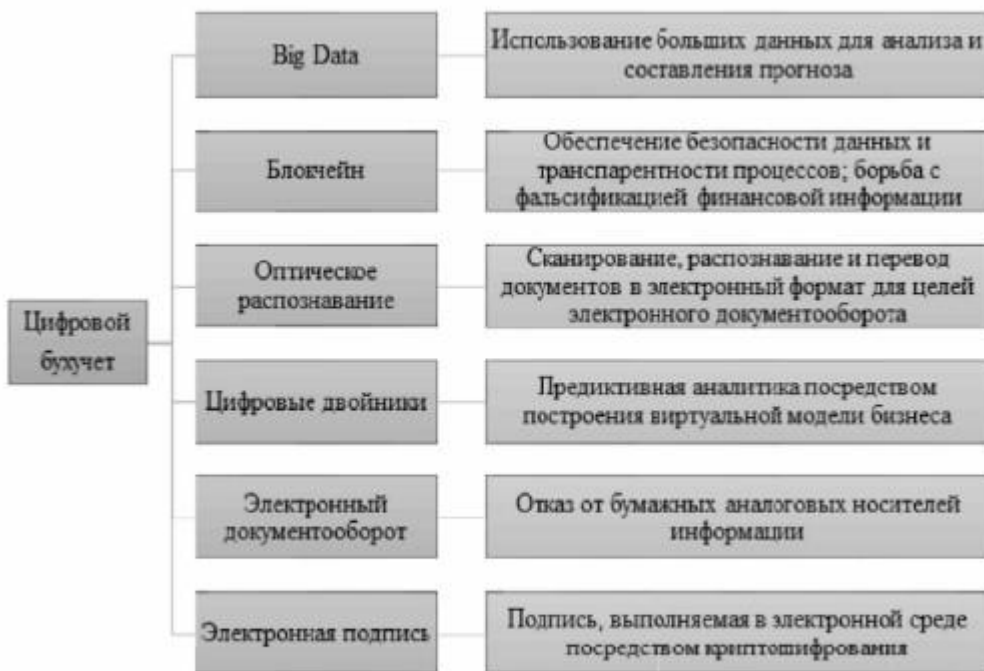 Big Data
Использование больших данных для анализа и
составления прогноза
Блокчейн
Обеспечение безопасности данных и
транспарентности процессов; борьба с
фальсификацией финансовой информации
Оптическое
распознавание
Сканирование, распознавание и перевод
документов в электронный формат для целей
электронного документооборота
Цифровой
бухучет
Цифровые двойники
Предиктивная аналитика посредством
построения виртуальной модели бизнеса
Электронный
документооборот
Отказ от бумажных аналоговых носителей
информации
Электронная подпись
Подпись, выполняемая в электронной среде
посредством криптошифрования